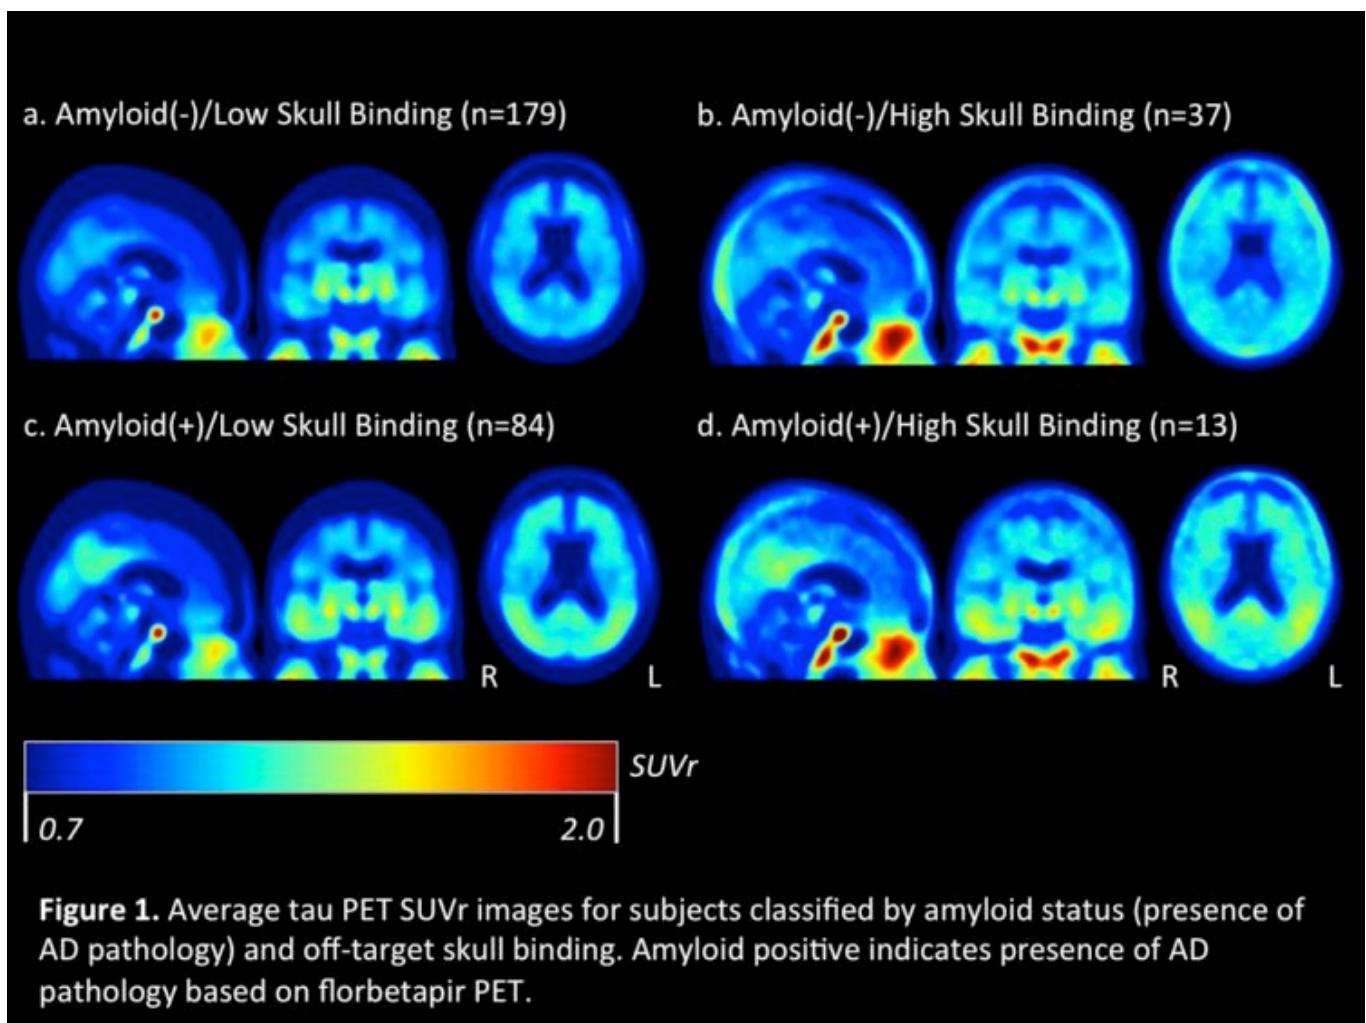 a. Amyloid(-)/Low Skull Binding (n=179)
b. Amyloid(-)/High Skull Binding (n=37)
c. Amyloid(+)/Low Skull Binding (n=84)
d. Amyloid(+)/High Skull Binding (n=13)
R
L
R
L
SUVr
0.7
2.0
Figure 1. Average tau PET SUVr images for subjects classified by amyloid status (presence of
AD pathology) and off-target skull binding. Amyloid positive indicates presence of AD
pathology based on florbetapir PET.